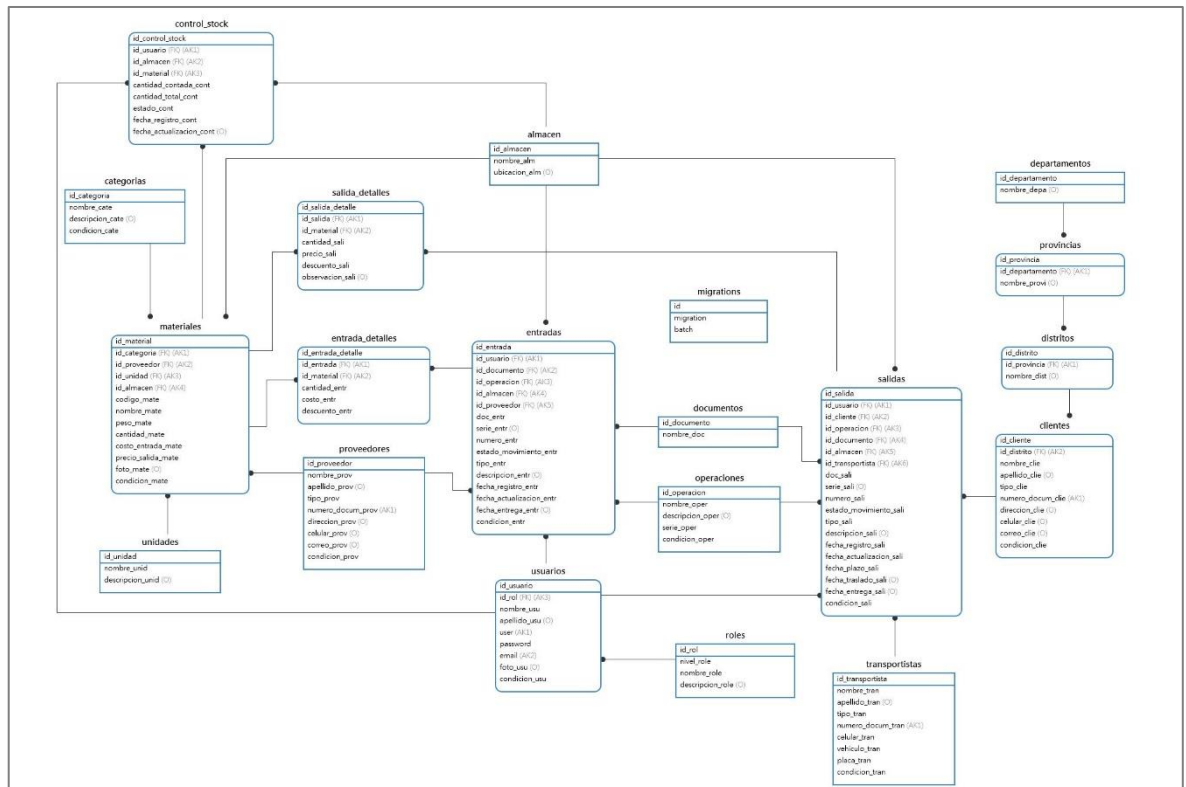 control_stock
id_control_stock
id_usuario (FK) (AK1)
id_almacen (FK) (AK2)
id_material (FK) (AK3)
cantidad_contada_cont
cantidad_total_cont
estado_cont
fecha_registro_cont
fecha_actualizacion_cont (O)
almacen
id_almacen
nombre_alm
ubicacion_alm (O)
categorias
id_categoria
nombre_cate
descripcion_cate (O)
condicion_cate
salida_detalles
id_salida_detalle
id_salida (FK) (AK1)
id_material (FK) (AK2)
cantidad_sali
precio_sali
descuento_sali
observacion_sali (O)
departamentos
id_departamento
nombre_depa (O)
provincias
id_provincia
id_departamento (FK) (AK1)
nombre_provi (O)
migrations
id
migration
batch
materiales
id_material
id_categoria (FK) (AK1)
id_proveedor (FK) (AK2)
id_unidad (FK) (AK3)
id_almacen (FK) (AK4)
codigo_mate
nombre_mate
peso_mate
cantidad_mate
costo_entrada_mate
precio_salida_mate
foto_mate (O)
condicion_mate
entrada_detalles
id_entrada_detalle
id_entrada (FK) (AK1)
id_material (FK) (AK2)
cantidad_entr
costo_entr
descuento_entr
entradas
id_entrada
id_usuario (FK) (AK1)
id_documento (FK) (AK2)
id_operacion (FK) (AK3)
id_almacen (FK) (AK4)
id_proveedor (FK) (AK5)
doc_entr
serie_entr (O)
numero_entr
estado_movimiento_entr
tipo_entr
descripcion_entr (O)
fecha_registro_entr
fecha_actualizacion_entr
fecha_entrega_entr (O)
condicion_entr
distritos
id_distrito
id_provincia (FK) (AK1)
nombre_dist (O)
salidas
id_salida
id_usuario (FK) (AK1)
id_cliente (FK) (AK2)
id_operacion (FK) (AK3)
id_documento (FK) (AK4)
id_almacen (FK) (AK5)
id_transportista (FK) (AK6)
doc_sali
serie_sali (O)
numero_sali
estado_movimiento_sali
tipo_sali
descripcion_sali (O)
fecha_registro_sali
fecha_actualizacion_sali
fecha_plazo_sali
fecha_traslado_sali (O)
fecha_entrega_sali (O)
condicion_sali
documentos
id_documento
nombre_doc
clientes
id_cliente
id_distrito (FK) (AK2)
nombre_clie
apellido_clie (O)
tipo_clie
numero_docum_clie (AK1)
direccion_clie (O)
celular_clie (O)
correo_clie (O)
condicion_clie
proveedores
id_proveedor
nombre_prov
apellido_prov (O)
tipo_prov
numero_docum_prov (AK1)
direccion_prov (O)
celular_prov (O)
correo_prov (O)
condicion_prov
operaciones
id_operacion
nombre_oper
descripcion_oper (O)
serie_oper
condicion_oper
unidades
id_unidad
nombre_unid
descripcion_unid (O)
usuarios
id_usuario
id_rol (FK) (AK3)
nombre_usu
apellido_usu (O)
user (AK1)
password
email (AK2)
foto_usu (O)
condicion_usu
roles
id_rol
nivel_role
nombre_role
descripcion_role (O)
transportistas
id_transportista
nombre_tran
apellido_tran (O)
tipo_tran
numero_docum_tran (AK1)
celular_tran
vehiculo_tran
placa_tran
condicion_tran